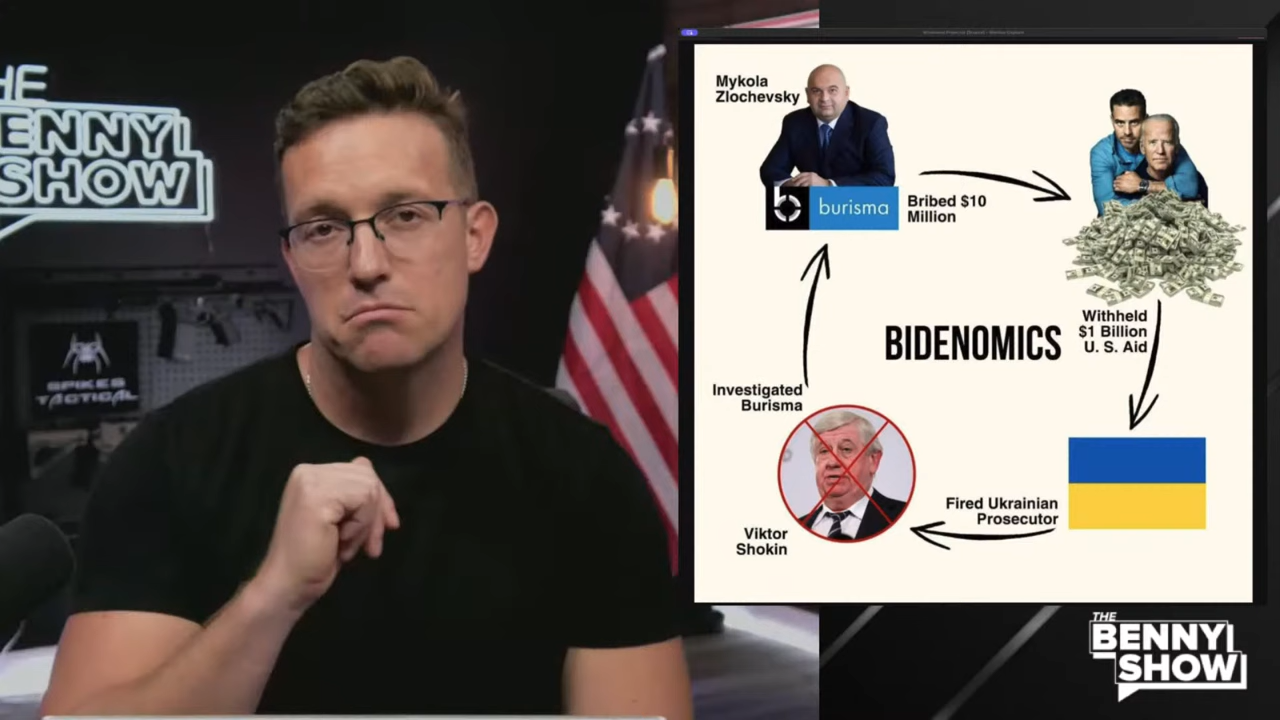 THE
BENNY
SHOW
SPIKES
TACTICAL
Mykola
Zlochevsky
burisma
Bribed $10
Million
Withheld
$1 Billion
U. S. Aid
BIDENOMICS
Investigated
Burisma
Fired Ukrainian
Prosecutor
Viktor
Shokin
THE
BENNY
SHOW